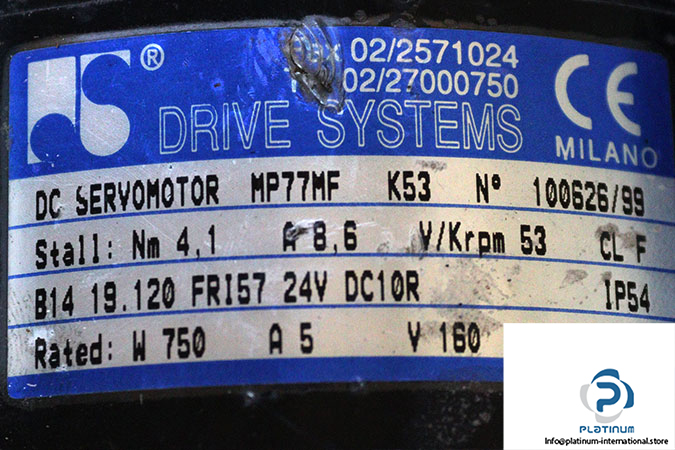 DS ®
Fax 02/2571024
02/27000750
DRIVE SYSTEMS
CE
MILANO
DC SERVOMOTOR MP77MF K53 N° 100626/99
Stall: Nm 4,1 A 8,6 V/Krpm 53 CL F
B14 19.120 FRI57 24V DC10R IP54
Rated: W 750 A 5 V 160
PLATINUM
Info@platinum-international.store